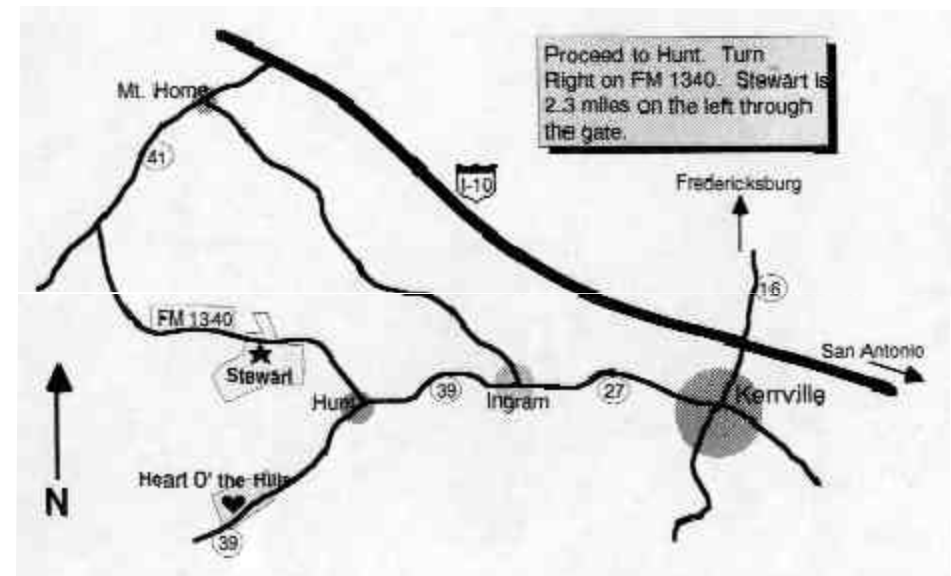 Proceed to Hunt. Turn
Right on FM 1340. Stewart is
2.3 miles on the left through
the gate.
Mt. Home
41
I-10
Fredericksburg
16
FM 1340
San Antonio
Stewart
Hunt
39
Ingram
27
Kerrville
Heart O' the Hills
N
39